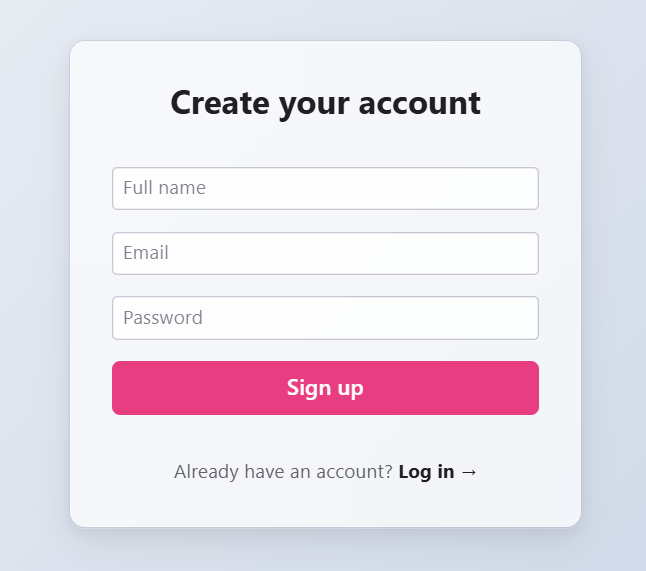 Create your account
Full name
Email
Password
Sign up
Already have an account? Log in →